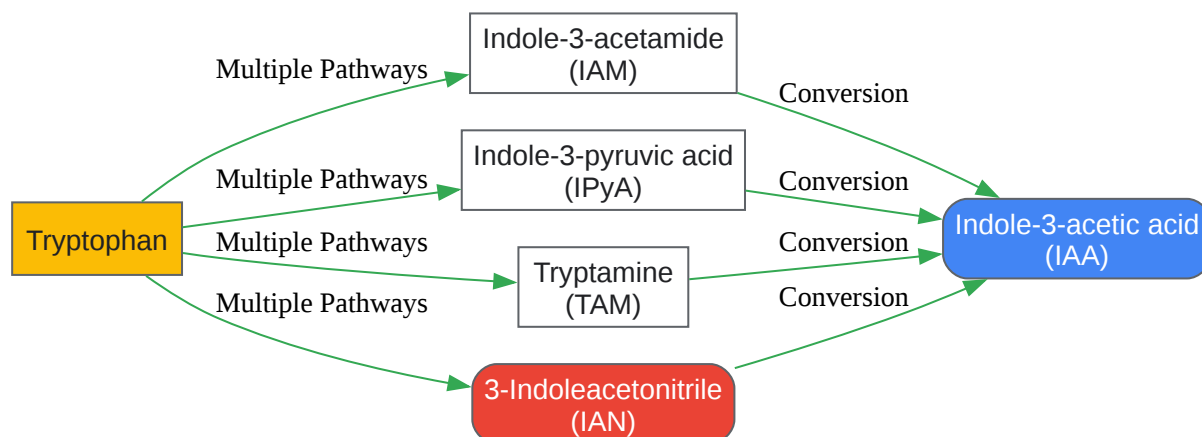 Indole-3-acetamide
(IAM)
Multiple Pathways
Conversion
Indole-3-pyruvic acid
(IPyA)
Multiple Pathways
Conversion
Tryptophan
Indole-3-acetic acid
(IAA)
Multiple Pathways
Tryptamine
(TAM)
Conversion
Multiple Pathways
Conversion
3-Indoleacetonitrile
(IAN)